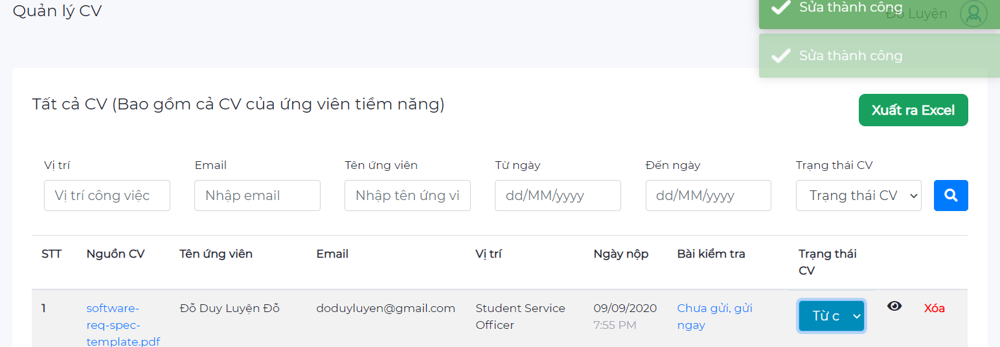 Quản lý CV
Sửa thành công
Đỗ Luyện
Sửa thành công
Tất cả CV (Bao gồm cả CV của ứng viên tiềm năng)
Xuất ra Excel
Vị trí
Email
Tên ứng viên
Từ ngày
Đến ngày
Trạng thái CV
Vị trí công việc
Nhập email
Nhập tên ứng vi
dd/MM/yyyy
dd/MM/yyyy
Trạng thái CV
STT
Nguồn CV
Tên ứng viên
Email
Vị trí
Ngày nộp
Bài kiểm tra
Trạng thái
CV
1
software-
req-spec-
template.pdf
Đỗ Duy Luyện Đỗ
doduyluyen@gmail.com
Student Service
Officer
09/09/2020
7:55 PM
Chưa gửi, gửi
ngay
Từ c
Xóa